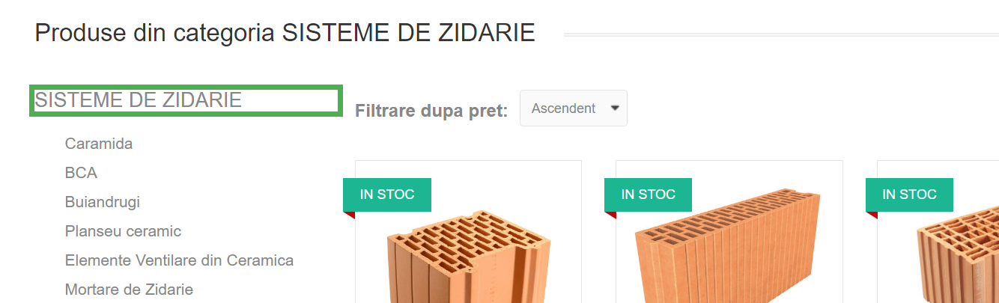 Produse din categoria SISTEME DE ZIDARIE
SISTEME DE ZIDARIE
Caramida
BCA
Buiandrugi
Planseu ceramic
Elemente Ventilare din Ceramica
Mortare de Zidarie
Filtrare dupa pret: Ascendent
IN STOC
IN STOC
IN STOC